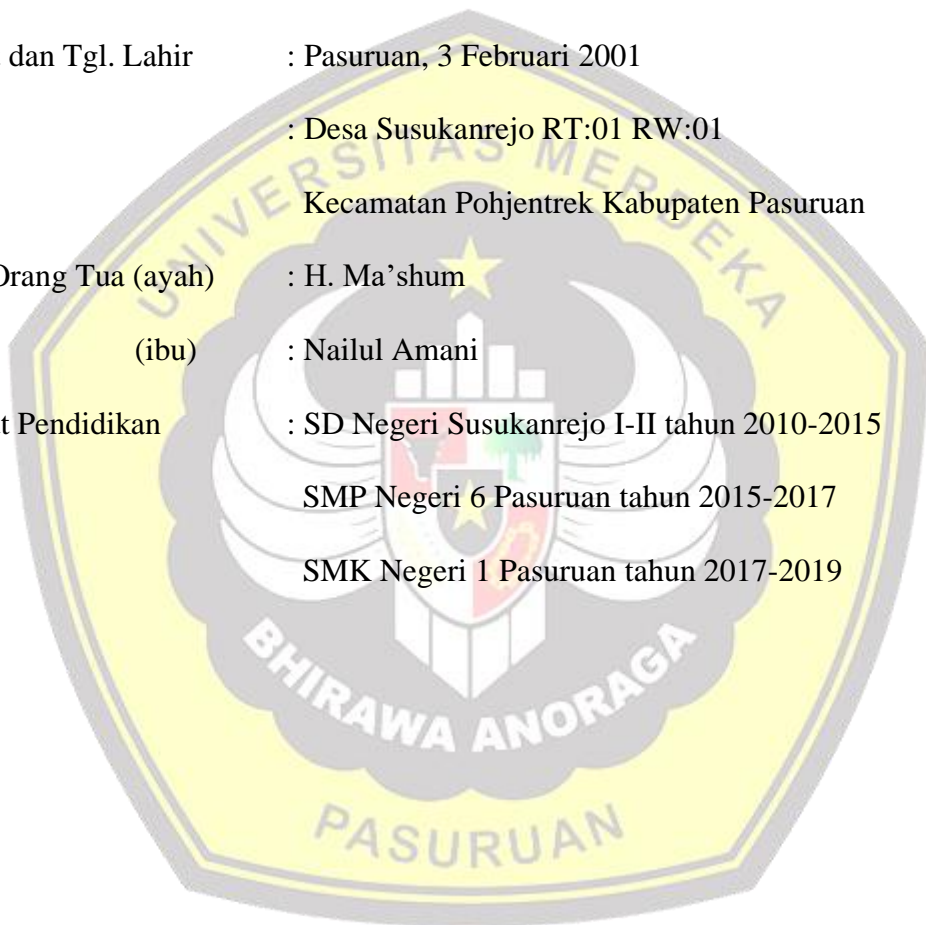 dan Tgl. Lahir : Pasuruan, 3 Februari 2001
: Desa Susukanrejo RT:01 RW:01
Kecamatan Pohjentrek Kabupaten Pasuruan
Orang Tua (ayah) : H. Ma’shum
(ibu) : Nailul Amani
Pendidikan : SD Negeri Susukanrejo I-II tahun 2010-2015
SMP Negeri 6 Pasuruan tahun 2015-2017
SMK Negeri 1 Pasuruan tahun 2017-2019
UNIVERSITAS MERDEKA
BHIRAWA ANORAGA
PASURUAN